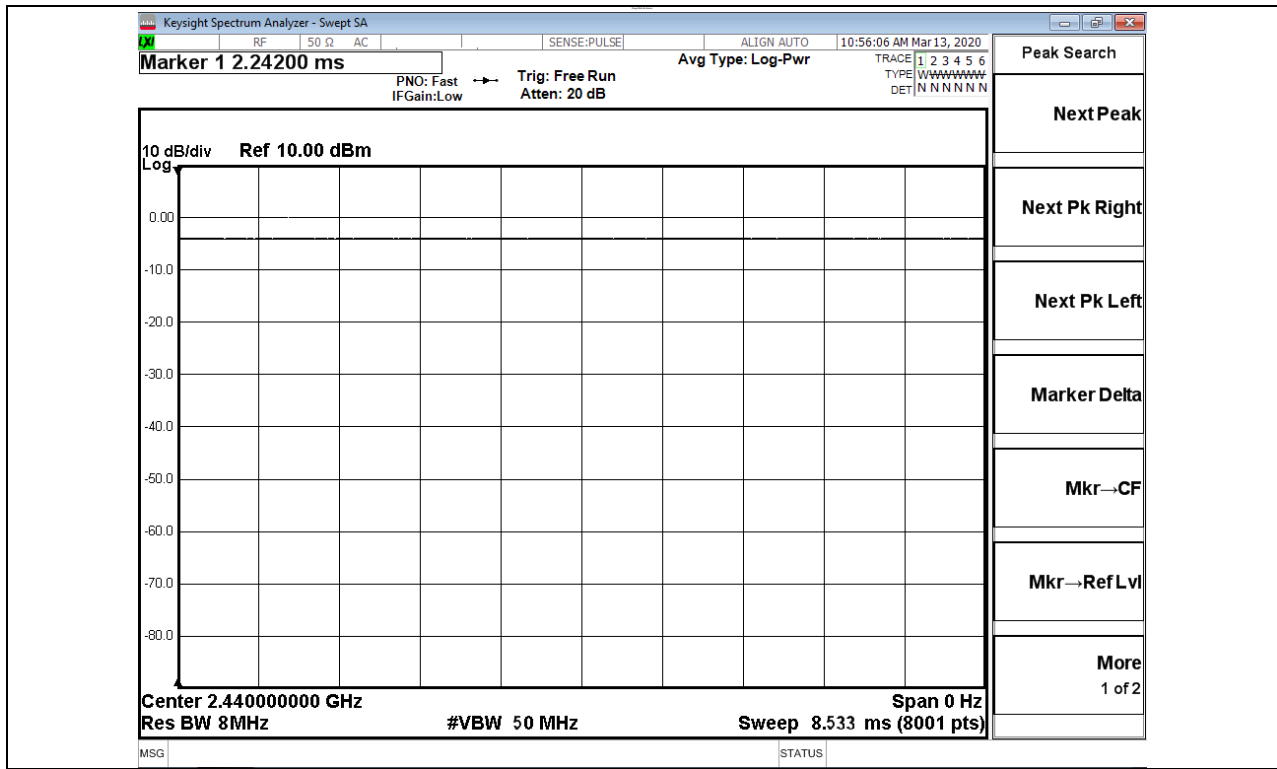 Keysight Spectrum Analyzer - Swept SA
LXI RF 50 Ω AC SENSE:PULSE ALIGN AUTO 10:56:06 AM Mar 13, 2020
Marker 1 2.24200 ms
PNO: Fast
IFGain:Low
Trig: Free Run
Atten: 20 dB
Avg Type: Log-Pwr
TRACE 1 2 3 4 5 6
TYPE WWWWWW
DET N N N N N N
10 dB/div Ref 10.00 dBm
Log
0.00
-10.0
-20.0
-30.0
-40.0
-50.0
-60.0
-70.0
-80.0
Center 2.440000000 GHz Span 0 Hz
Res BW 8MHz #VBW 50 MHz Sweep 8.533 ms (8001 pts)
MSG STATUS
Peak Search
Next Peak
Next Pk Right
Next Pk Left
Marker Delta
Mkr→CF
Mkr→Ref Lvl
More
1 of 2